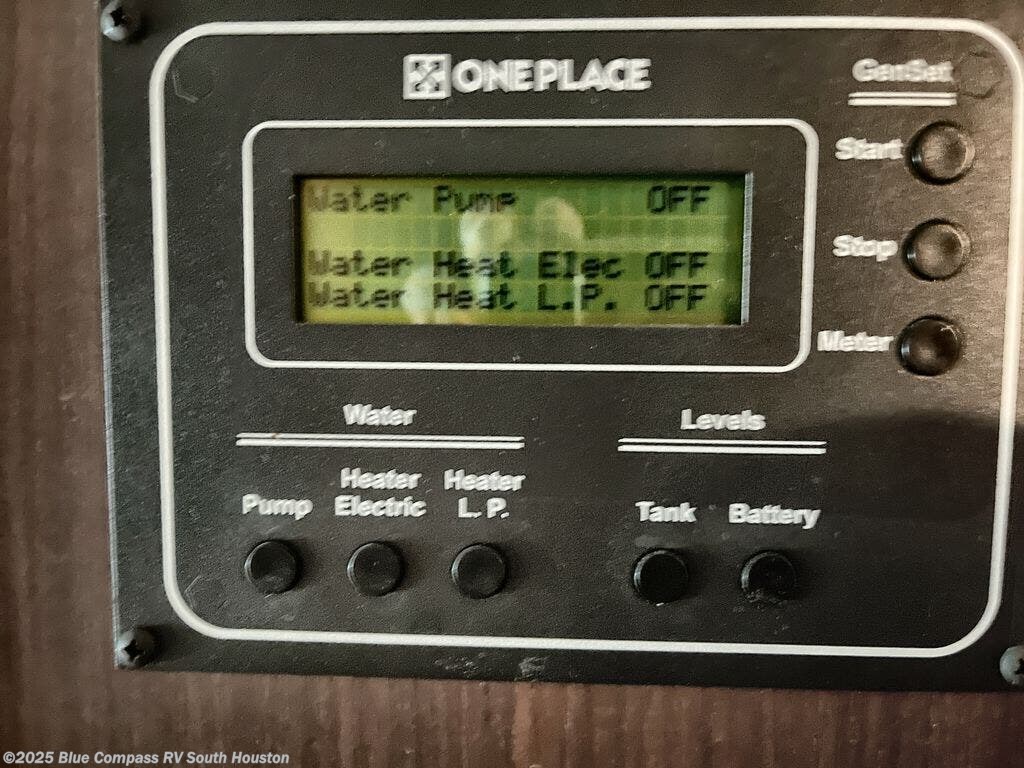 ONEPLACE
GenSet
Start
Stop
Meter
Water Pump OFF
Water Heat Elec OFF
Water Heat L.P. OFF
Water
Pump
Heater
Electric
Heater
L. P.
Levels
Tank
Battery
©2025 Blue Compass RV South Houston